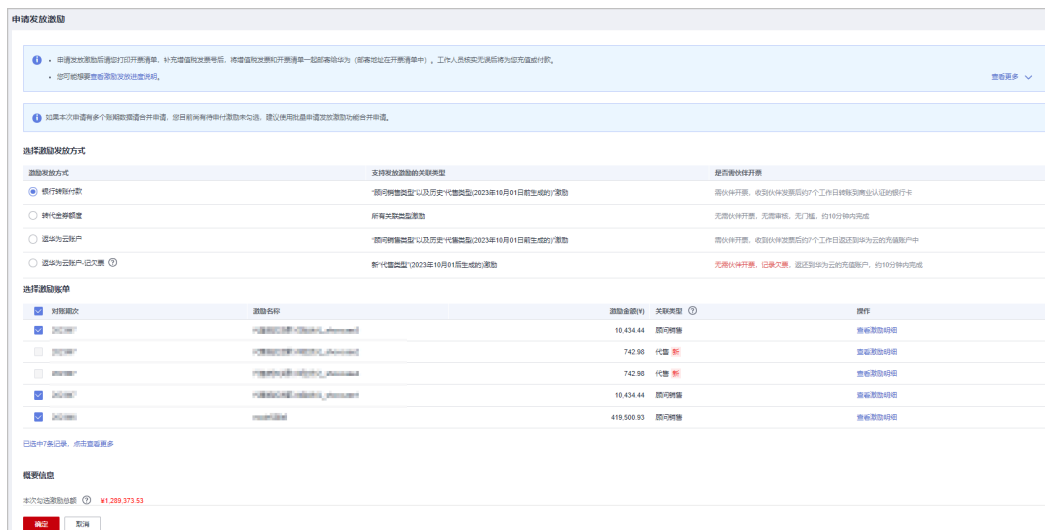 申请发放激励
申请发放激励后请您打印开票清单，补充增值税发票号后，将增值税发票和开票清单一起邮寄给华为（邮寄地址在开票清单中）。工作人员核实无误后将为您充值或付款。
您可能想要查看激励发放进度说明。 查看更多
如果本次申请有多个账期数据请合并申请，您目前尚有待申付激励未勾选，建议使用批量申请发放激励功能合并申请。
选择激励发放方式
激励发放方式 支持发放激励的关联类型 是否需伙伴开票
银行转账付款 "顾问销售类型"以及历史"代售类型(2023年10月01日前生成的)"激励 需伙伴开票，收到伙伴发票后约7个工作日转账到商业认证的银行卡
转代金券额度 所有关联类型激励 无需伙伴开票，无需审核，无门槛，约10分钟内完成
返华为云账户 "顾问销售类型"以及历史"代售类型(2023年10月01日前生成的)"激励 需伙伴开票，收到伙伴发票后约7个工作日返还到华为云的充值账户中
返华为云账户-记欠票 新"代售类型"(2023年10月01后生成的)激励 无需伙伴开票，记录欠票，返还到华为云的充值账户，约10分钟内完成
选择激励账单
对账期次 激励名称 激励金额(¥) 关联类型 操作
10,434.44 顾问销售 查看激励明细
742.98 代售 新 查看激励明细
742.98 代售 新 查看激励明细
10,434.44 顾问销售 查看激励明细
419,500.93 顾问销售 查看激励明细
已选中7条记录，点击查看更多
概要信息
本次勾选激励总额 ¥1,289,373.93
确定 取消